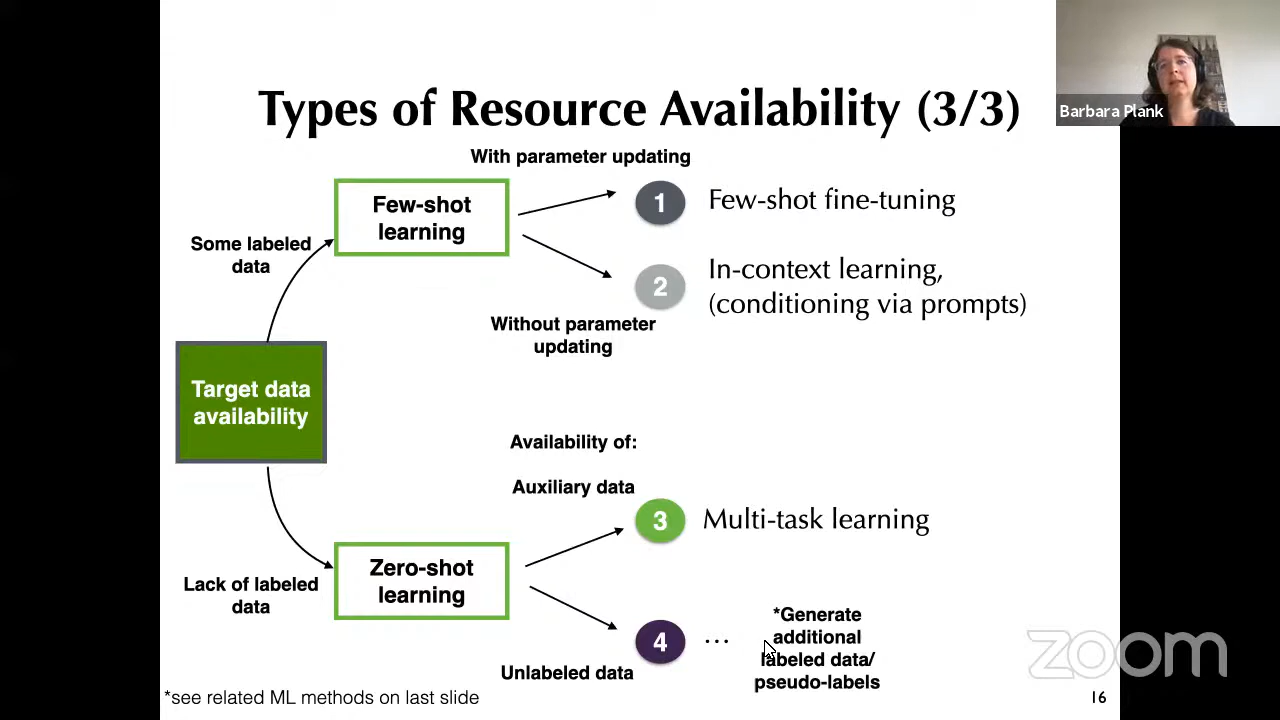 Types of Resource Availability (3/3)
Barbara Plank
With parameter updating
Few-shot
learning
1
Few-shot fine-tuning
Some labeled
data
2
In-context learning,
(conditioning via prompts)
Without parameter
updating
Target data
availability
Availability of:
Auxiliary data
3
Multi-task learning
Zero-shot
learning
Lack of labeled
data
4
...
*Generate
additional
labeled data/
pseudo-labels
Unlabeled data
zoom
*see related ML methods on last slide
16